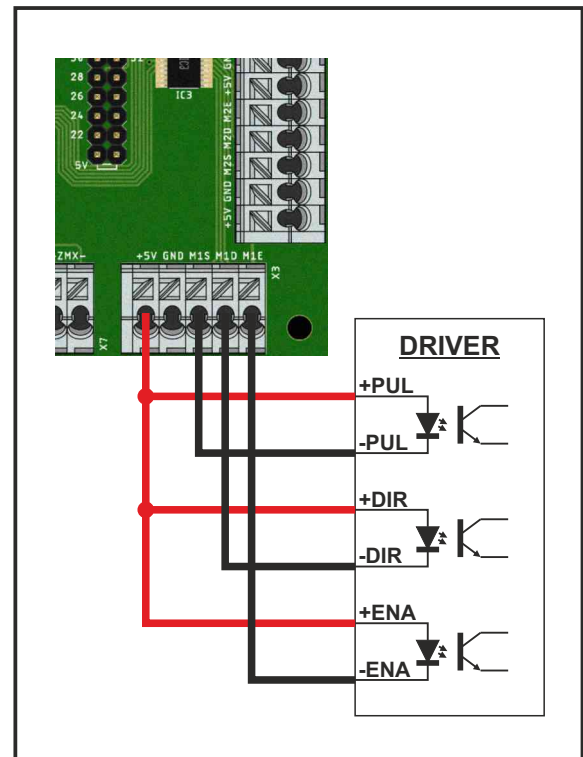 28
26
24
22
5V
IC3
+5V GND M2S M2D M2E +5V
ZMX-
+5V GND M1S M1D M1E
X3
X7
DRIVER
+PUL
-PUL
+DIR
-DIR
+ENA
-ENA